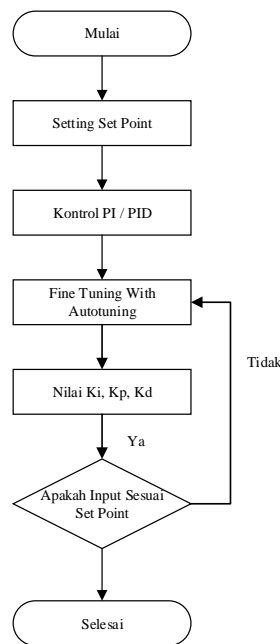 Mulai
Setting Set Point
Kontrol PI / PID
Fine Tuning With
Autotuning
Tidak
Nilai Ki, Kp, Kd
Ya
Apakah Input Sesuai
Set Point
Selesai